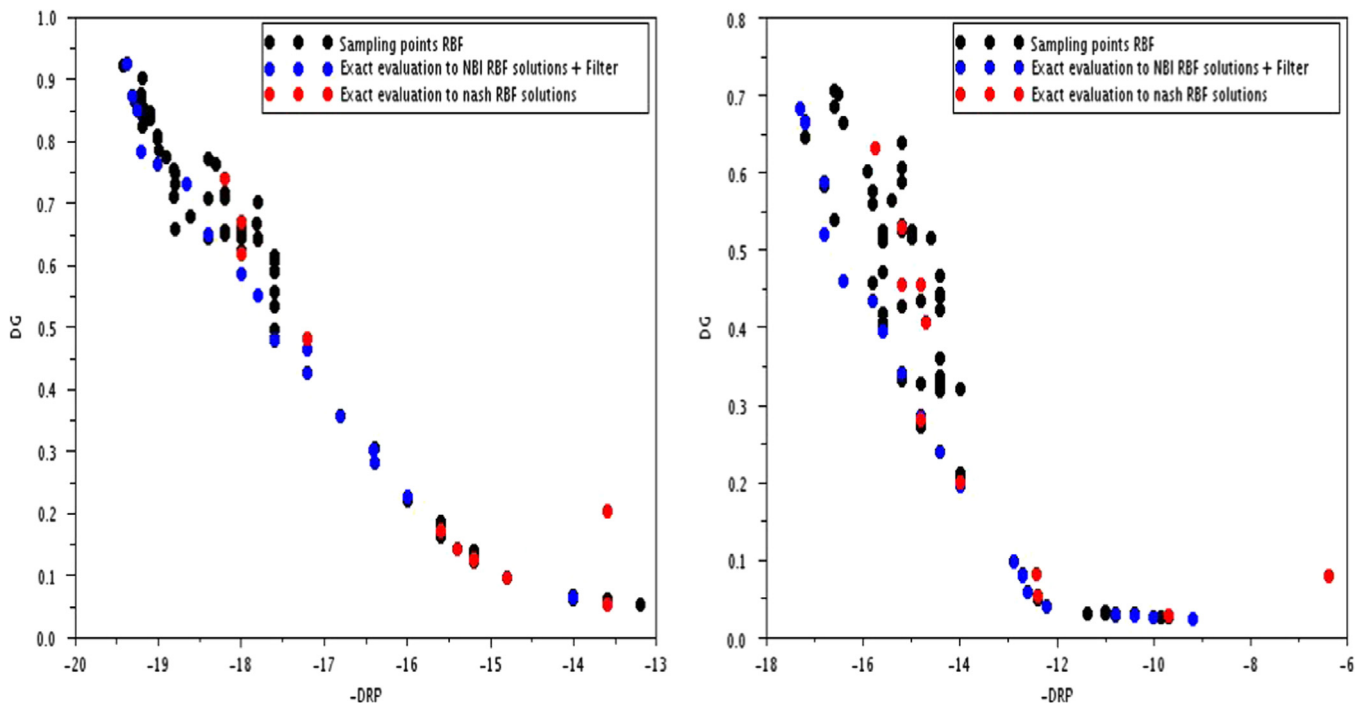 1.0
0.9
0.8
0.7
0.6
0.5
0.4
0.3
0.2
0.1
0.0
DG
Sampling points RBF
Exact evaluation to NBI RBF solutions + Filter
Exact evaluation to nash RBF solutions
-20 -19 -18 -17 -16 -15 -14 -13
-DRP
0.8
0.7
0.6
0.5
0.4
0.3
0.2
0.1
0.0
DG
Sampling points RBF
Exact evaluation to NBI RBF solutions + Filter
Exact evaluation to nash RBF solutions
-18 -16 -14 -12 -10 -8 -6
-DRP